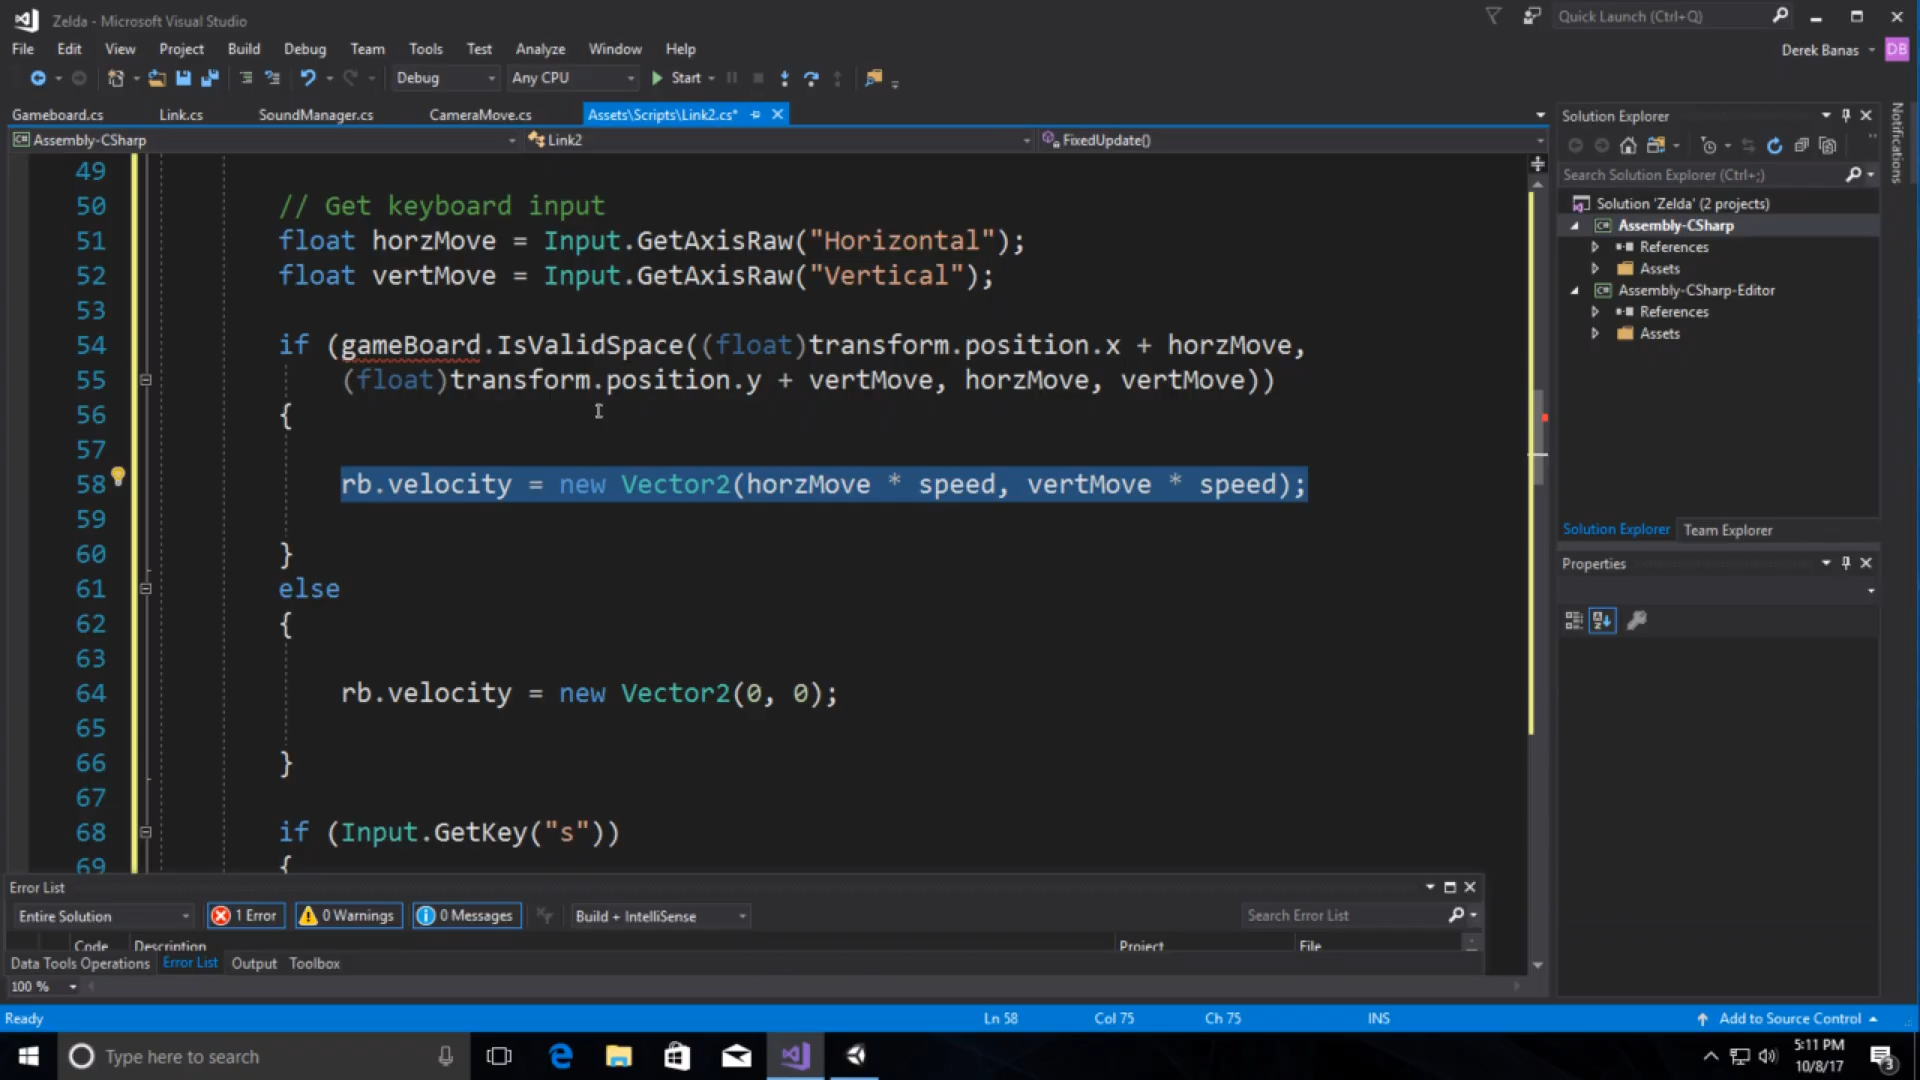 Zelda - Microsoft Visual Studio
Quick Launch (Ctrl+Q)
File Edit View Project Build Debug Team Tools Test Analyze Window Help
Derek Banas DB
Debug Any CPU Start
Gameboard.cs Link.cs SoundManager.cs CameraMove.cs Assets\Scripts\Link2.cs*
Assembly-CSharp Link2 FixedUpdate()
49
50 // Get keyboard input
51 float horzMove = Input.GetAxisRaw("Horizontal");
52 float vertMove = Input.GetAxisRaw("Vertical");
53
54 if (gameBoard.IsValidSpace((float)transform.position.x + horzMove,
55 (float)transform.position.y + vertMove, horzMove, vertMove))
56 {
57
58 rb.velocity = new Vector2(horzMove * speed, vertMove * speed);
59
60 }
61 else
62 {
63
64 rb.velocity = new Vector2(0, 0);
65
66 }
67
68 if (Input.GetKey("s"))
69 {
Solution Explorer
Search Solution Explorer (Ctrl+;)
Solution 'Zelda' (2 projects)
Assembly-CSharp
References
Assets
Assembly-CSharp-Editor
References
Assets
Solution Explorer Team Explorer
Properties
Notifications
Error List
Entire Solution 1 Error 0 Warnings 0 Messages Build + IntelliSense Search Error List
Code Description Project File
Data Tools Operations Error List Output Toolbox
100 %
Ready Ln 58 Col 75 Ch 75 INS Add to Source Control
Type here to search
5:11 PM
10/8/17
3